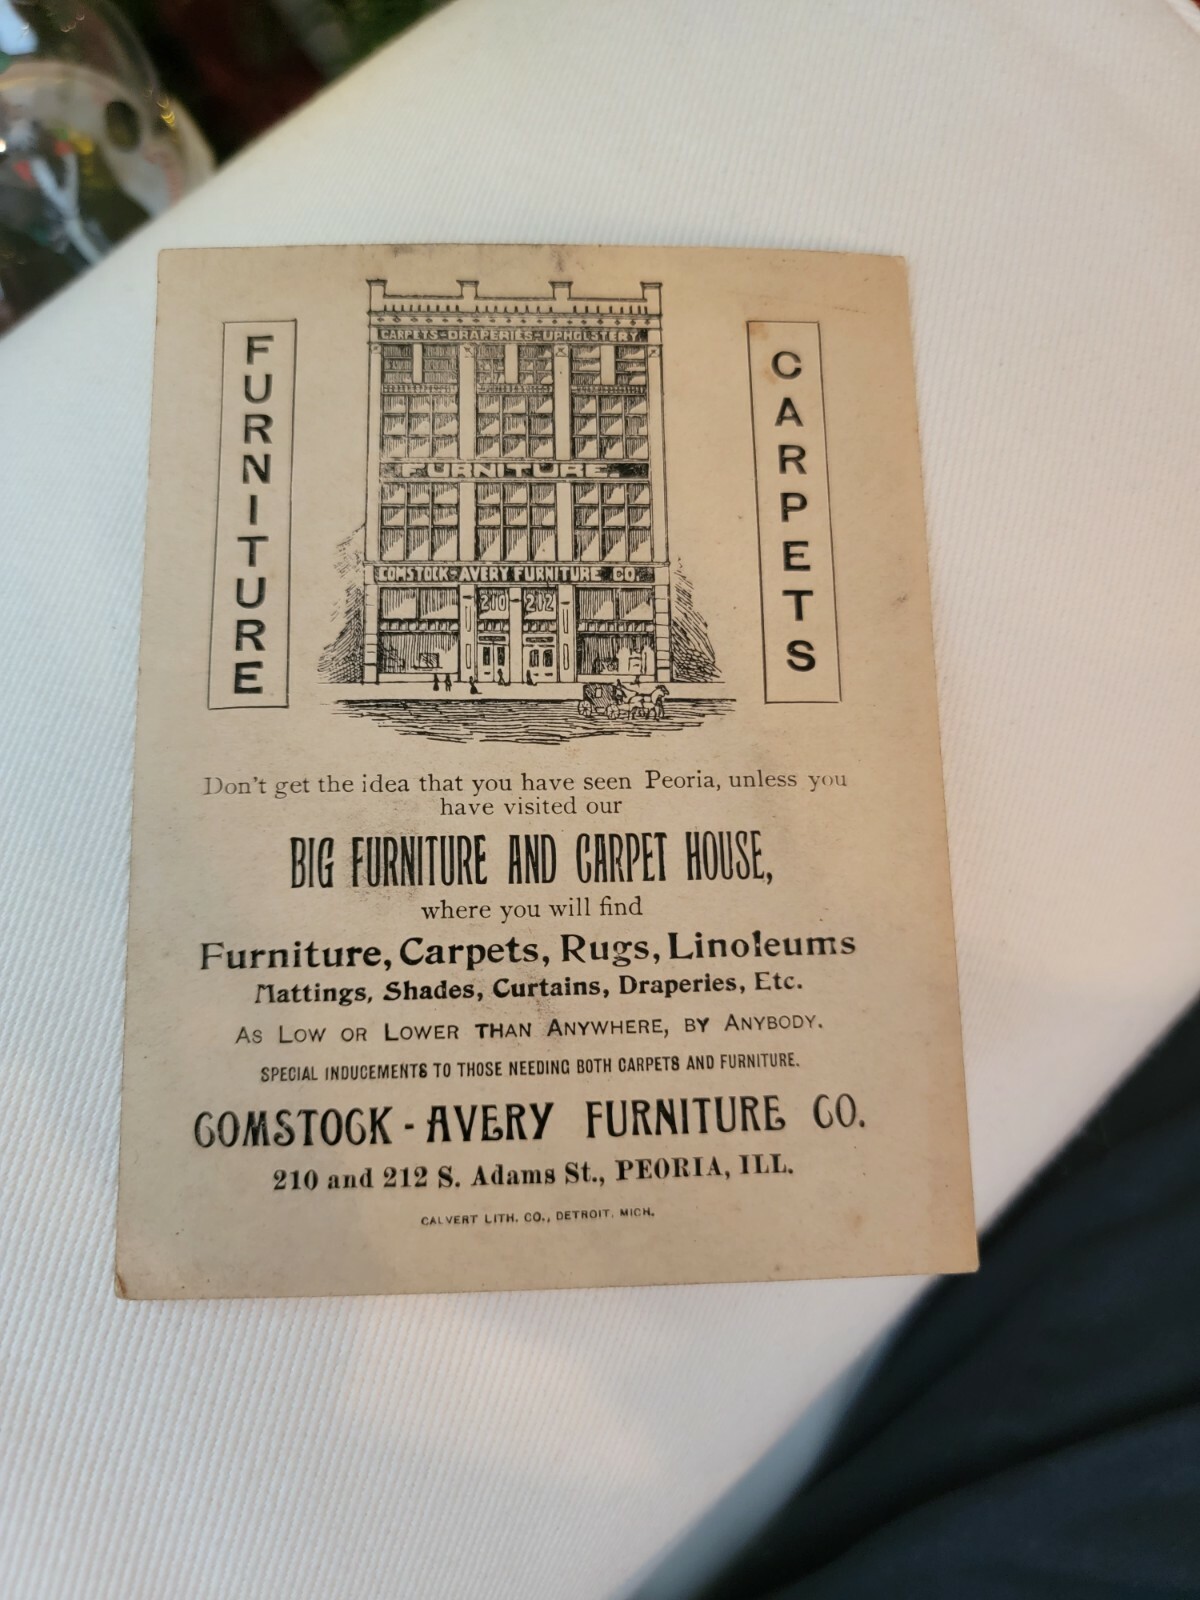 FURNITURE
CARPETS
CARPETS-DRAPERIES-UPHOLSTERY.
FURNITURE.
COMSTOCK-AVERY FURNITURE CO.
210 212
Don't get the idea that you have seen Peoria, unless you
have visited our
BIG FURNITURE AND CARPET HOUSE,
where you will find
Furniture, Carpets, Rugs, Linoleums
Mattings, Shades, Curtains, Draperies, Etc.
AS LOW OR LOWER THAN ANYWHERE, BY ANYBODY.
SPECIAL INDUCEMENTS TO THOSE NEEDING BOTH CARPETS AND FURNITURE.
COMSTOCK-AVERY FURNITURE CO.
210 and 212 S. Adams St., PEORIA, ILL.
CALVERT LITH. CO., DETROIT, MICH.